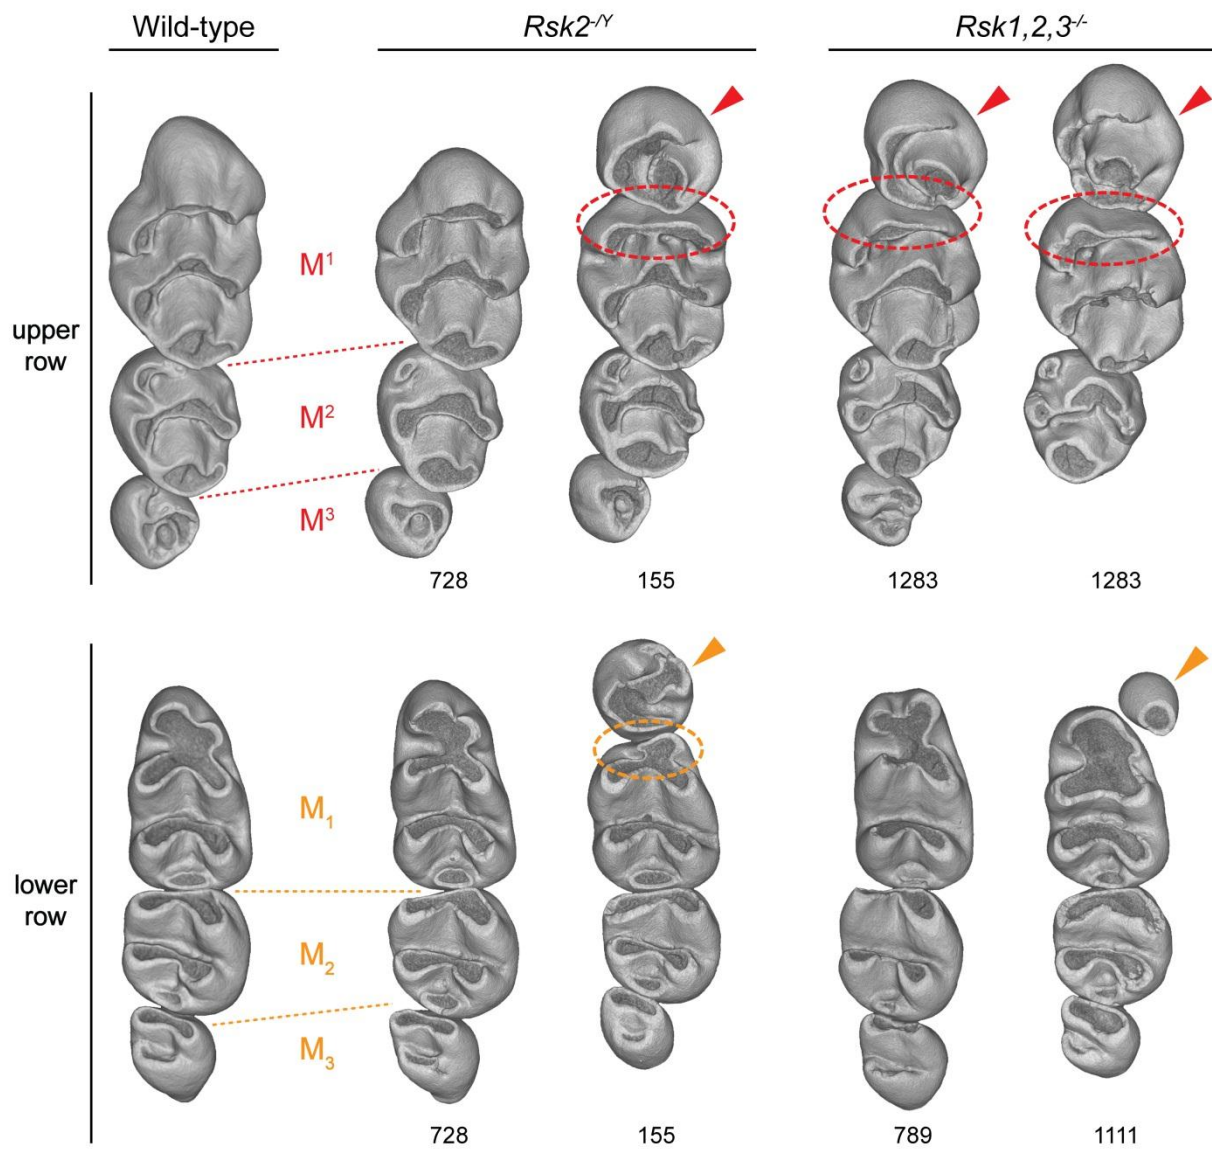 Wild-type
Rsk2-/Y
Rsk1,2,3-/-
upper
row
M1
M2
M3
728
155
1283
1283
lower
row
M1
M2
M3
728
155
789
1111